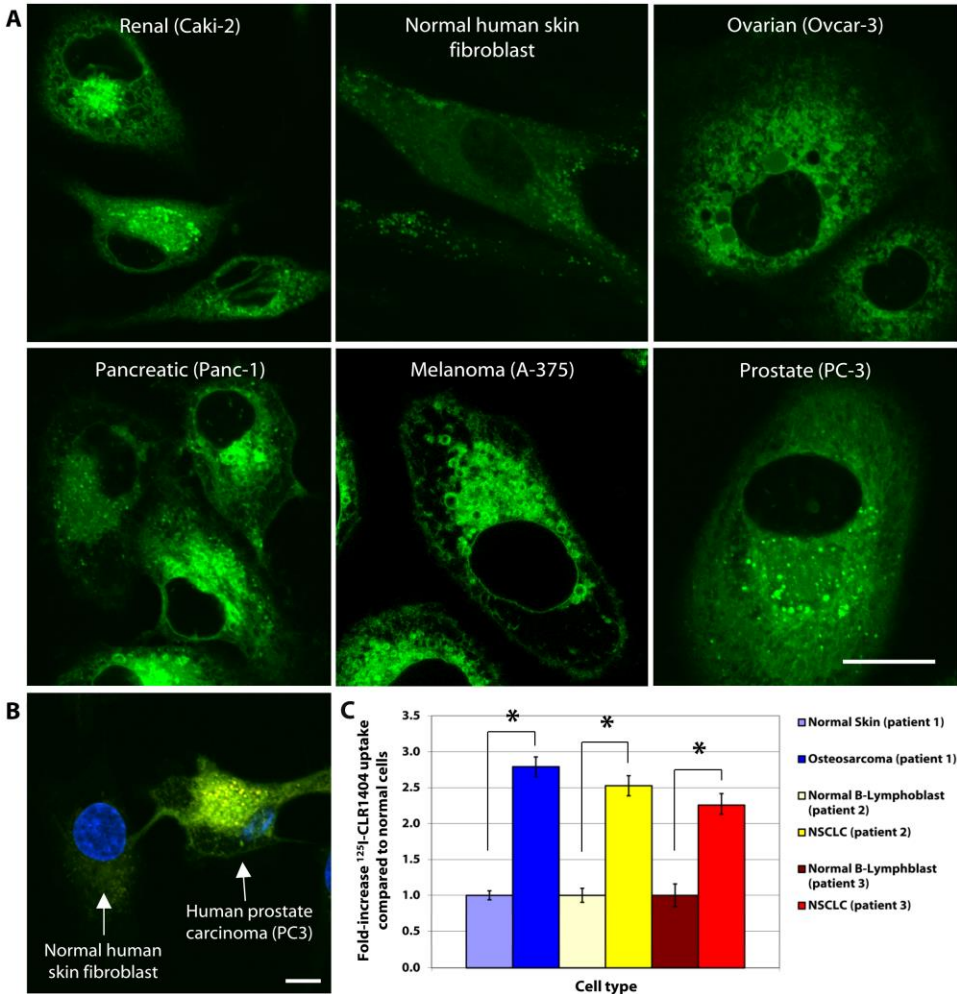 A
Renal (Caki-2)
Normal human skin
fibroblast
Ovarian (Ovcar-3)
Pancreatic (Panc-1)
Melanoma (A-375)
Prostate (PC-3)
B
Normal human
skin fibroblast
Human prostate
carcinoma (PC3)
C
Fold-increase ¹²⁵I-CLR1404 uptake
compared to normal cells
3.5
3.0
2.5
2.0
1.5
1.0
0.5
0.0
*
*
*
Cell type
Normal Skin (patient 1)
Osteosarcoma (patient 1)
Normal B-Lymphoblast
(patient 2)
NSCLC (patient 2)
Normal B-Lymphblast
(patient 3)
NSCLC (patient 3)